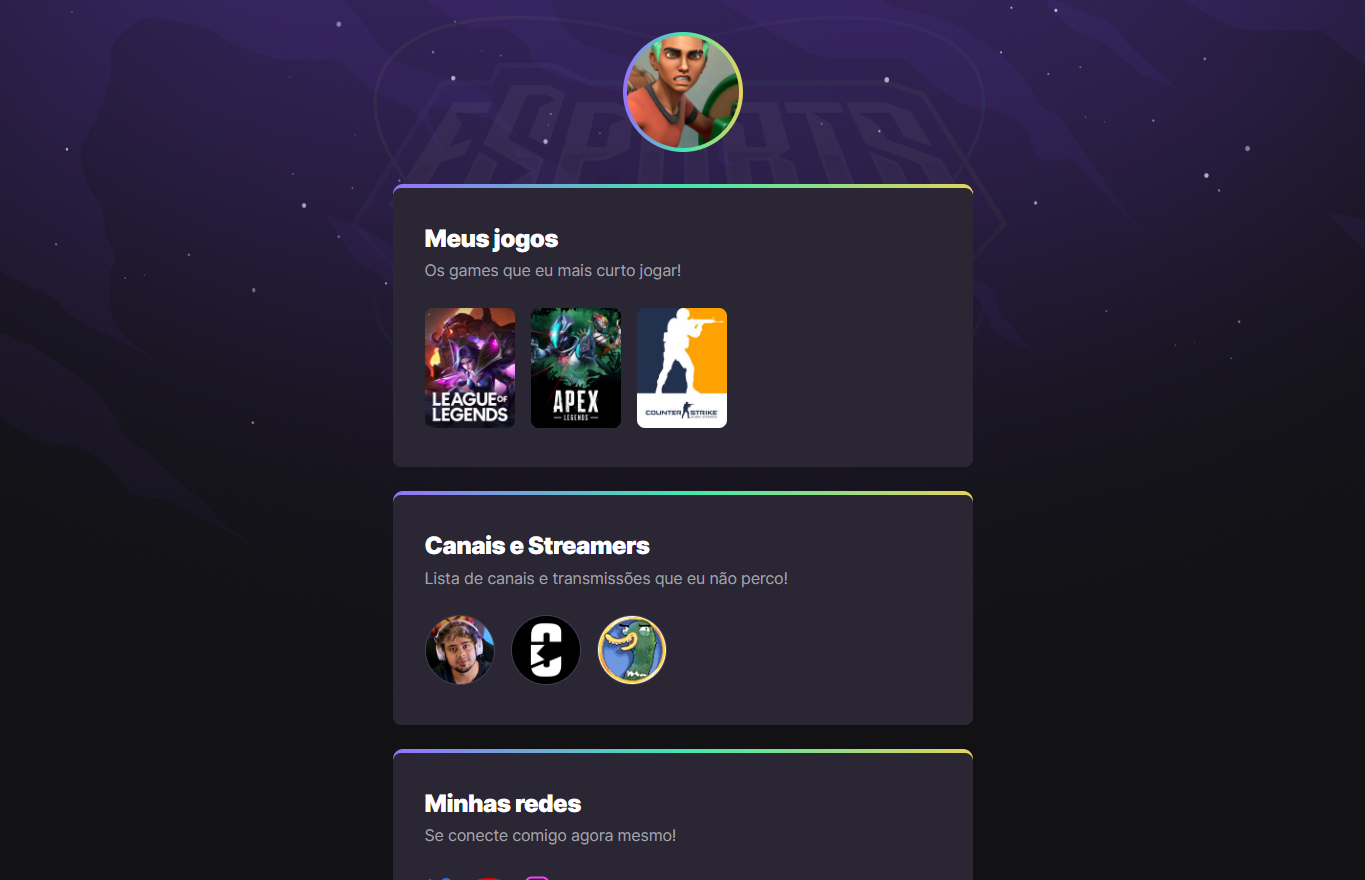 ESPORTS
Meus jogos
Os games que eu mais curto jogar!
LEAGUE OF
LEGENDS
APEX
LEGENDS
COUNTER STRIKE
Canais e Streamers
Lista de canais e transmissões que eu não perco!
Minhas redes
Se conecte comigo agora mesmo!